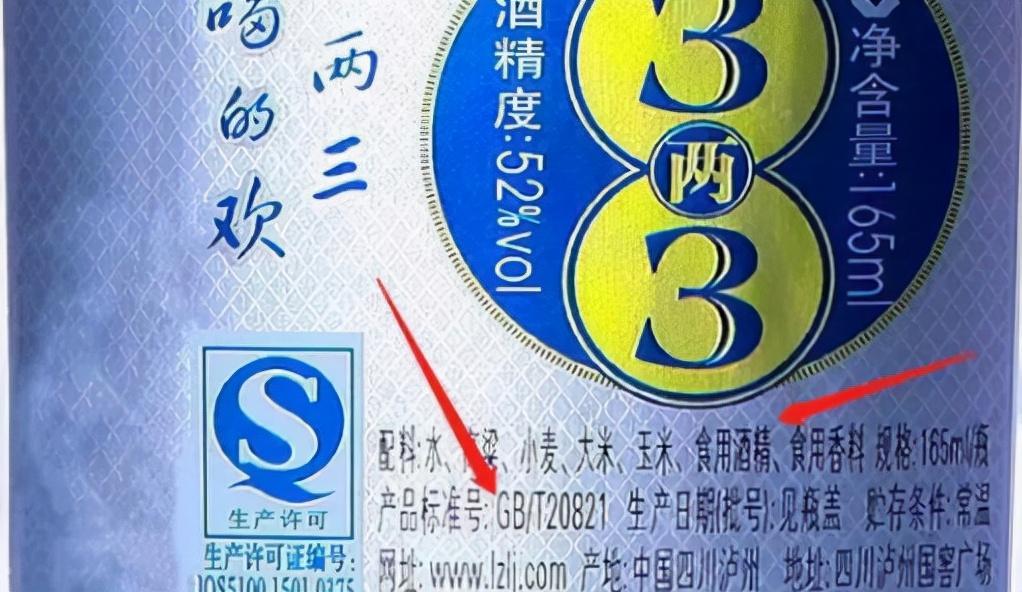 喝的欢
两三
酒精度:52%vol
3
两
3
净含量:165ml
S
生产许可
生产许可证编号:
配料:水、高粱、小麦、大米、玉米、食用酒精、食用香料 规格:165ml/瓶
产品标准号:GB/T20821 生产日期(批号):见瓶盖 贮存条件:常温
网址: www.lzlj.com 产地:中国四川泸州 地址:四川泸州国窖广场